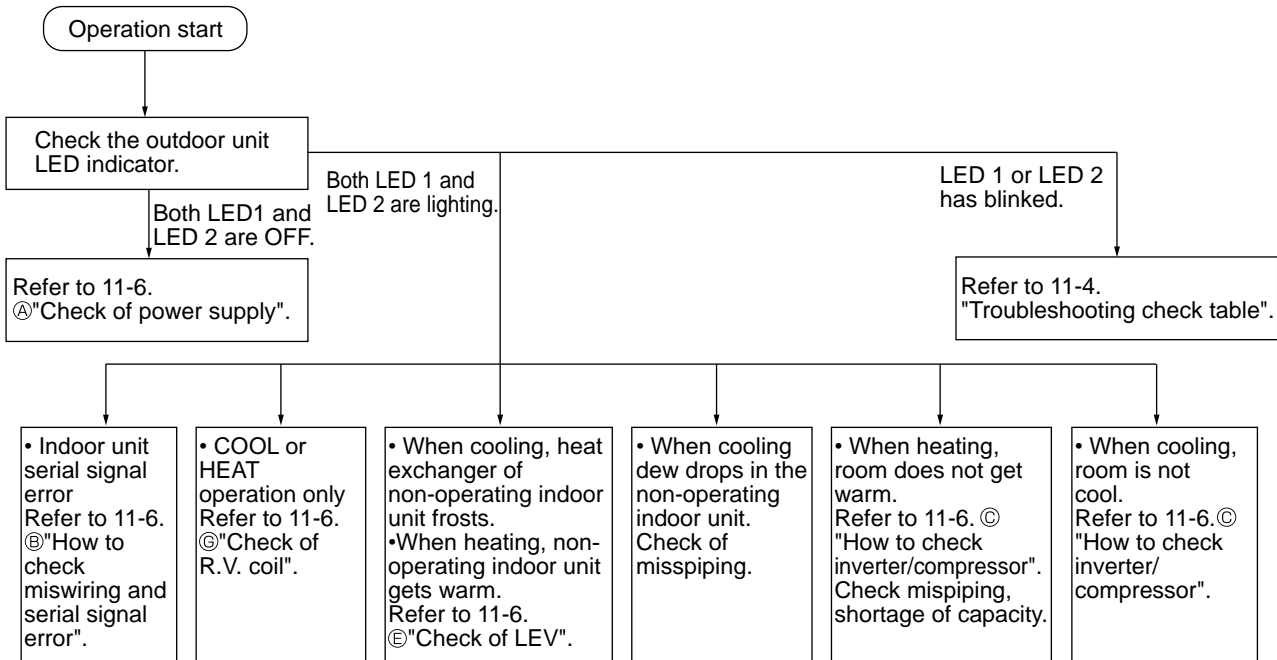 Operation start
Check the outdoor unit
LED indicator.
Both LED1 and
LED 2 are OFF.
Both LED 1 and
LED 2 are lighting.
LED 1 or LED 2
has blinked.
Refer to 11-6.
Ⓐ"Check of power supply".
Refer to 11-4.
"Troubleshooting check table".
• Indoor unit
serial signal
error
Refer to 11-6.
Ⓑ"How to
check
miswiring and
serial signal
error".
• COOL or
HEAT
operation only
Refer to 11-6.
Ⓖ"Check of
R.V. coil".
• When cooling, heat
exchanger of
non-operating indoor
unit frosts.
•When heating, non-
operating indoor unit
gets warm.
Refer to 11-6.
Ⓔ"Check of LEV".
• When cooling
dew drops in the
non-operating
indoor unit.
Check of
misspiping.
• When heating,
room does not get
warm.
Refer to 11-6. Ⓒ
"How to check
inverter/compressor".
Check mispiping,
shortage of capacity.
• When cooling,
room is not
cool.
Refer to 11-6.Ⓒ
"How to check
inverter/
compressor".